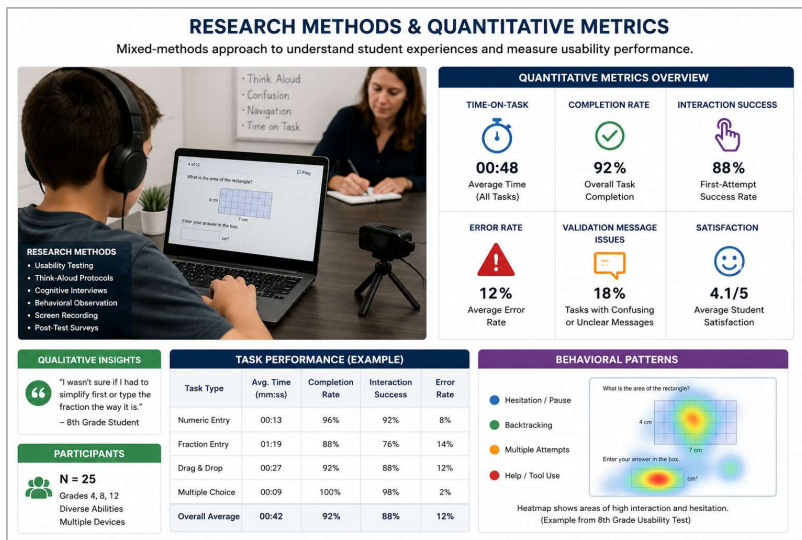 RESEARCH METHODS & QUANTITATIVE METRICS
Mixed-methods approach to understand student experiences and measure usability performance.
• Think Aloud
• Confusion
• Navigation
• Time on Task
4 of 12
Flag
What is the area of the rectangle?
4 cm
7 cm
Enter your answer in the box.
cm²
RESEARCH METHODS
• Usability Testing
• Think-Aloud Protocols
• Cognitive Interviews
• Behavioral Observation
• Screen Recording
• Post-Test Surveys
QUANTITATIVE METRICS OVERVIEW
TIME-ON-TASK
00:48
Average Time
(All Tasks)
COMPLETION RATE
92%
Overall Task
Completion
INTERACTION SUCCESS
88%
First-Attempt
Success Rate
ERROR RATE
12%
Average Error
Rate
VALIDATION MESSAGE
ISSUES
18%
Tasks with Confusing
or Unclear Messages
SATISFACTION
4.1/5
Average Student
Satisfaction
QUALITATIVE INSIGHTS
"I wasn't sure if I had to
simplify first or type the
fraction the way it is."
– 8th Grade Student
PARTICIPANTS
N = 25
Grades 4, 8, 12
Diverse Abilities
Multiple Devices
TASK PERFORMANCE (EXAMPLE)
Task Type Avg. Time (mm:ss) Completion Rate Interaction Success Error Rate
Numeric Entry 00:13 96% 92% 8%
Fraction Entry 01:19 88% 76% 14%
Drag & Drop 00:27 92% 88% 12%
Multiple Choice 00:09 100% 98% 2%
Overall Average 00:42 92% 88% 12%
BEHAVIORAL PATTERNS
Hesitation / Pause
Backtracking
Multiple Attempts
Help / Tool Use
What is the area of the rectangle?
4 cm
7 cm
Enter your answer in the box.
cm²
Heatmap shows areas of high interaction and hesitation.
(Example from 8th Grade Usability Test)